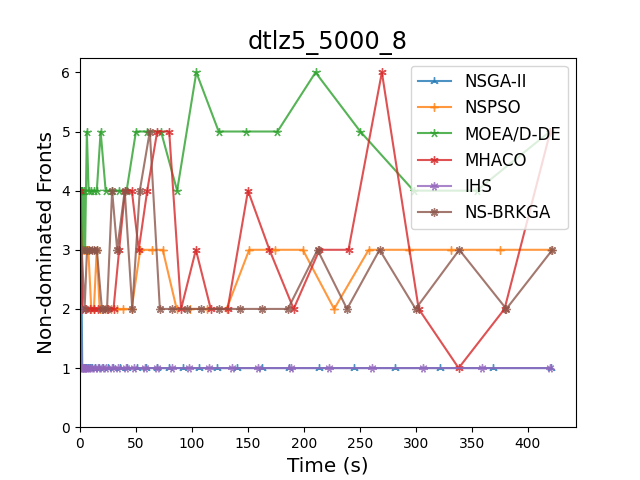 dtlz5_5000_8
Non-dominated Fronts
6
5
4
3
2
1
0
NSGA-II
NSPSO
MOEA/D-DE
MHACO
IHS
NS-BRKGA
0 50 100 150 200 250 300 350 400
Time (s)